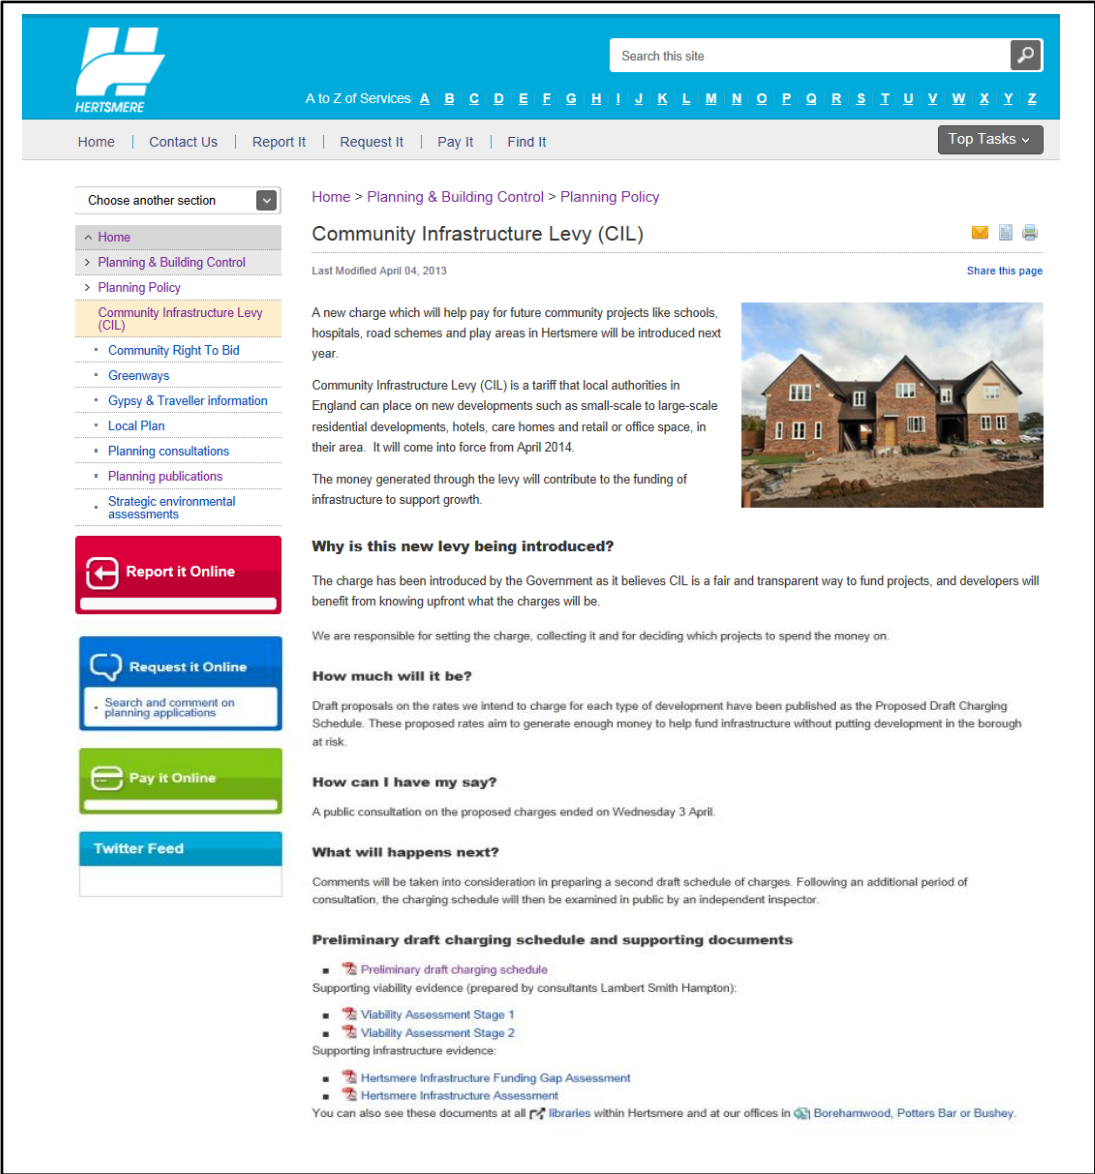 HERTSMERE
Search this site
A to Z of Services A B C D E F G H I J K L M N O P Q R S T U V W X Y Z
Home | Contact Us | Report It | Request It | Pay It | Find It
Top Tasks
Choose another section
Home
Planning & Building Control
Planning Policy
Community Infrastructure Levy
(CIL)
Community Right To Bid
Greenways
Gypsy & Traveller information
Local Plan
Planning consultations
Planning publications
Strategic environmental
assessments
Report it Online
Request it Online
Search and comment on
planning applications
Pay it Online
Twitter Feed
Home > Planning & Building Control > Planning Policy
Community Infrastructure Levy (CIL)
Last Modified April 04, 2013
Share this page
A new charge which will help pay for future community projects like schools,
hospitals, road schemes and play areas in Hertsmere will be introduced next
year.
Community Infrastructure Levy (CIL) is a tariff that local authorities in
England can place on new developments such as small-scale to large-scale
residential developments, hotels, care homes and retail or office space, in
their area. It will come into force from April 2014.
The money generated through the levy will contribute to the funding of
infrastructure to support growth.
Why is this new levy being introduced?
The charge has been introduced by the Government as it believes CIL is a fair and transparent way to fund projects, and developers will
benefit from knowing upfront what the charges will be.
We are responsible for setting the charge, collecting it and for deciding which projects to spend the money on.
How much will it be?
Draft proposals on the rates we intend to charge for each type of development have been published as the Proposed Draft Charging
Schedule. These proposed rates aim to generate enough money to help fund infrastructure without putting development in the borough
at risk.
How can I have my say?
A public consultation on the proposed charges ended on Wednesday 3 April.
What will happens next?
Comments will be taken into consideration in preparing a second draft schedule of charges. Following an additional period of
consultation, the charging schedule will then be examined in public by an independent inspector.
Preliminary draft charging schedule and supporting documents
Preliminary draft charging schedule
Supporting viability evidence (prepared by consultants Lambert Smith Hampton):
Viability Assessment Stage 1
Viability Assessment Stage 2
Supporting infrastructure evidence:
Hertsmere Infrastructure Funding Gap Assessment
Hertsmere Infrastructure Assessment
You can also see these documents at all libraries within Hertsmere and at our offices in Borehamwood, Potters Bar or Bushey.